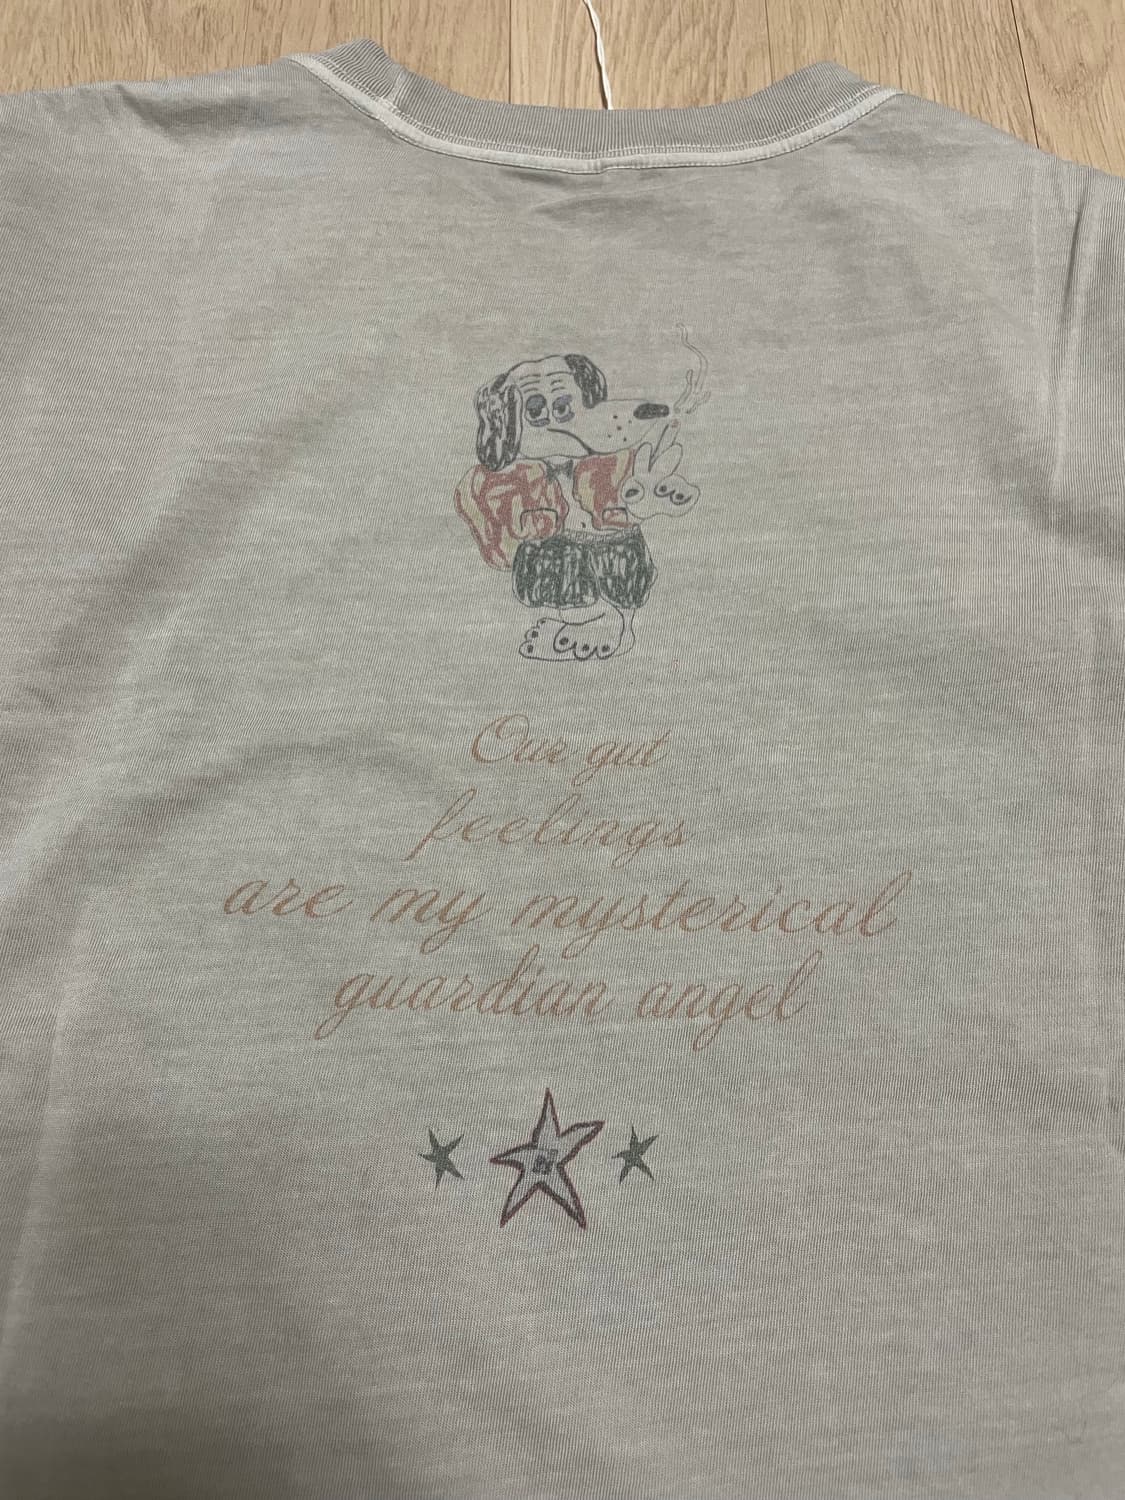 Our gut
feelings
are my mysterical
guardian angel